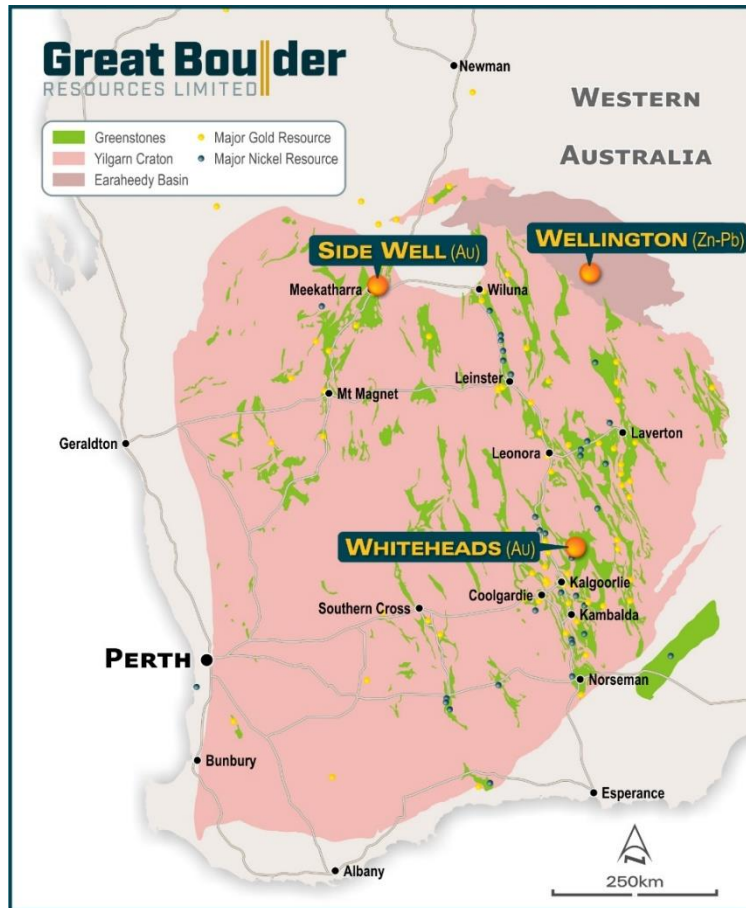 Great Boulder
RESOURCES LIMITED
Greenstones
Yilgarn Craton
Earaheedy Basin
Major Gold Resource
Major Nickel Resource
Newman
WESTERN
AUSTRALIA
SIDE WELL (Au)
WELLINGTON (Zn-Pb)
Meekatharra
Wiluna
Leinster
Mt Magnet
Geraldton
Laverton
Leonora
WHITEHEADS (Au)
Kalgoorlie
Coolgardie
Southern Cross
Kambalda
PERTH
Norseman
Bunbury
Esperance
Albany
N
250km